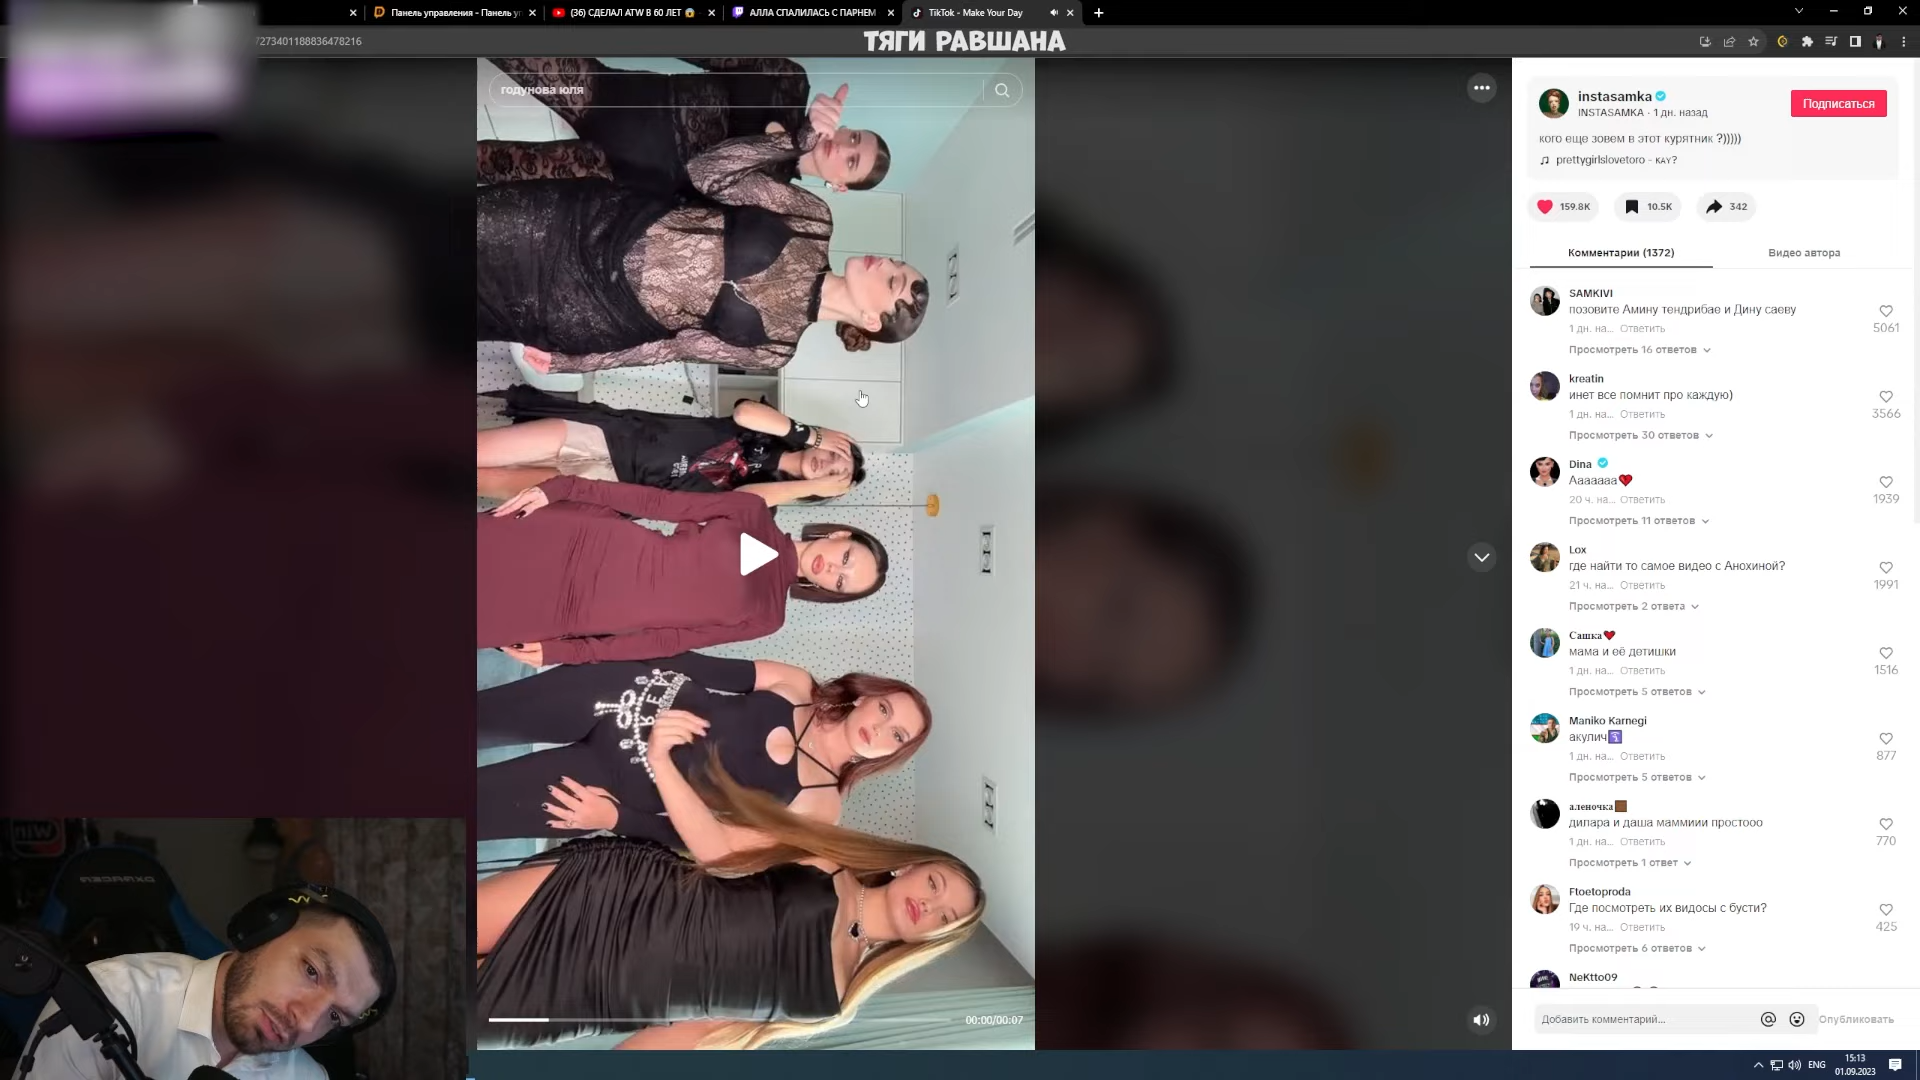 Панель управления - Панель у
(36) СДЕЛАЛ ATW В 60 ЛЕТ 😱
АЛЛА СПАЛИЛАСЬ С ПАРНЕМ
TikTok - Make Your Day
7273401188836478216
ТЯГИ РАВШАНА
годунова юля
instasamka
INSTASAMKA · 1 дн. назад
Подписаться
кого еще зовем в этот курятник ?)))))
prettygirlslovetoro - KAY?
159.8K
10.5K
342
Комментарии (1372)
Видео автора
SAMKIVI
позовите Амину тендрибае и Дину саеву
1 дн. на... Ответить
5061
Просмотреть 16 ответов
kreatin
инет все помнит про каждую)
1 дн. на... Ответить
3566
Просмотреть 30 ответов
Dina
Ааааааа❤️
20 ч. на... Ответить
1939
Просмотреть 11 ответов
Lox
где найти то самое видео с Анохиной?
21 ч. на... Ответить
1991
Просмотреть 2 ответа
Сашка❤️
мама и её детишки
1 дн. на... Ответить
1516
Просмотреть 5 ответов
Maniko Karnegi
акулич
1 дн. на... Ответить
877
Просмотреть 5 ответов
аленочка
дилара и даша маммиии простооо
1 дн. на... Ответить
770
Просмотреть 1 ответ
Ftoetoproda
Где посмотреть их видосы с бусти?
19 ч. на... Ответить
425
Просмотреть 6 ответов
NeKtto09
00:00/00:07
Добавить комментарий...
Опубликовать
ENG
15:13
01.09.2023
DXRACER